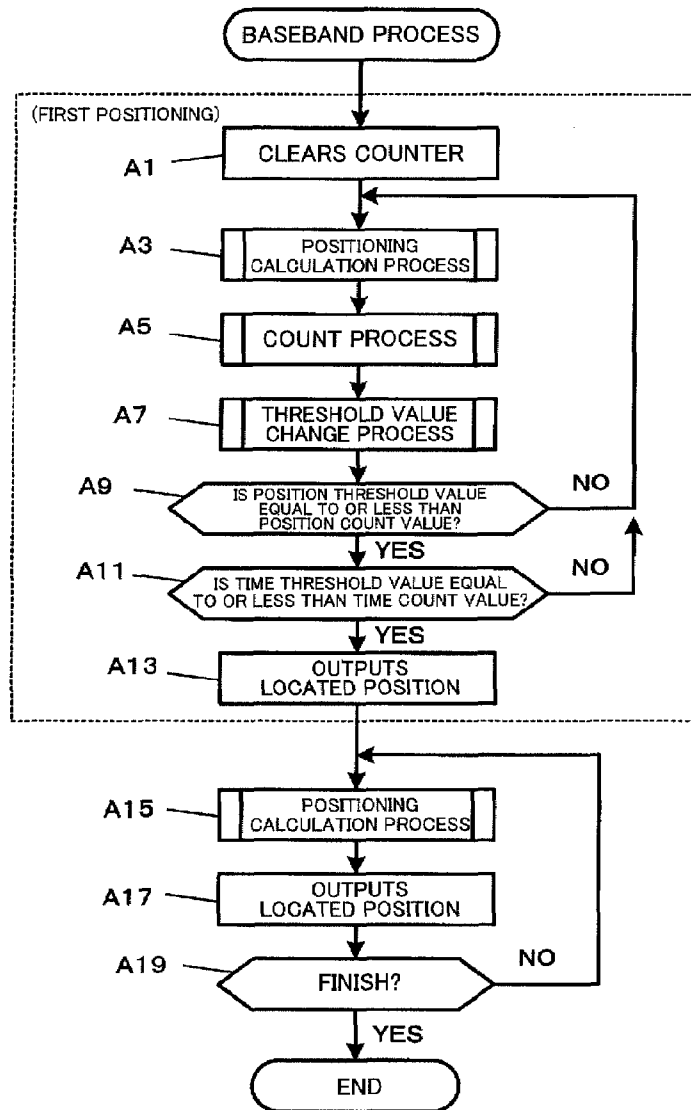 BASEBAND PROCESS
(FIRST POSITIONING)
A1
CLEARS COUNTER
A3
POSITIONING
CALCULATION PROCESS
A5
COUNT PROCESS
A7
THRESHOLD VALUE
CHANGE PROCESS
A9
IS POSITION THRESHOLD VALUE
EQUAL TO OR LESS THAN
POSITION COUNT VALUE?
NO
YES
A11
IS TIME THRESHOLD VALUE EQUAL
TO OR LESS THAN TIME COUNT VALUE?
NO
YES
A13
OUTPUTS
LOCATED POSITION
A15
POSITIONING
CALCULATION PROCESS
A17
OUTPUTS
LOCATED POSITION
A19
FINISH?
NO
YES
END